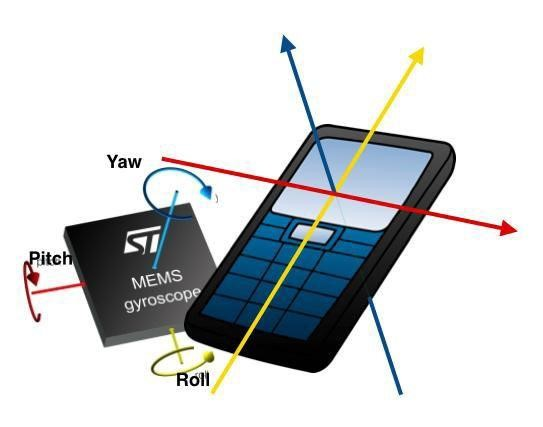 Yaw
ST
Pitch
MEMS
gyroscope
Roll